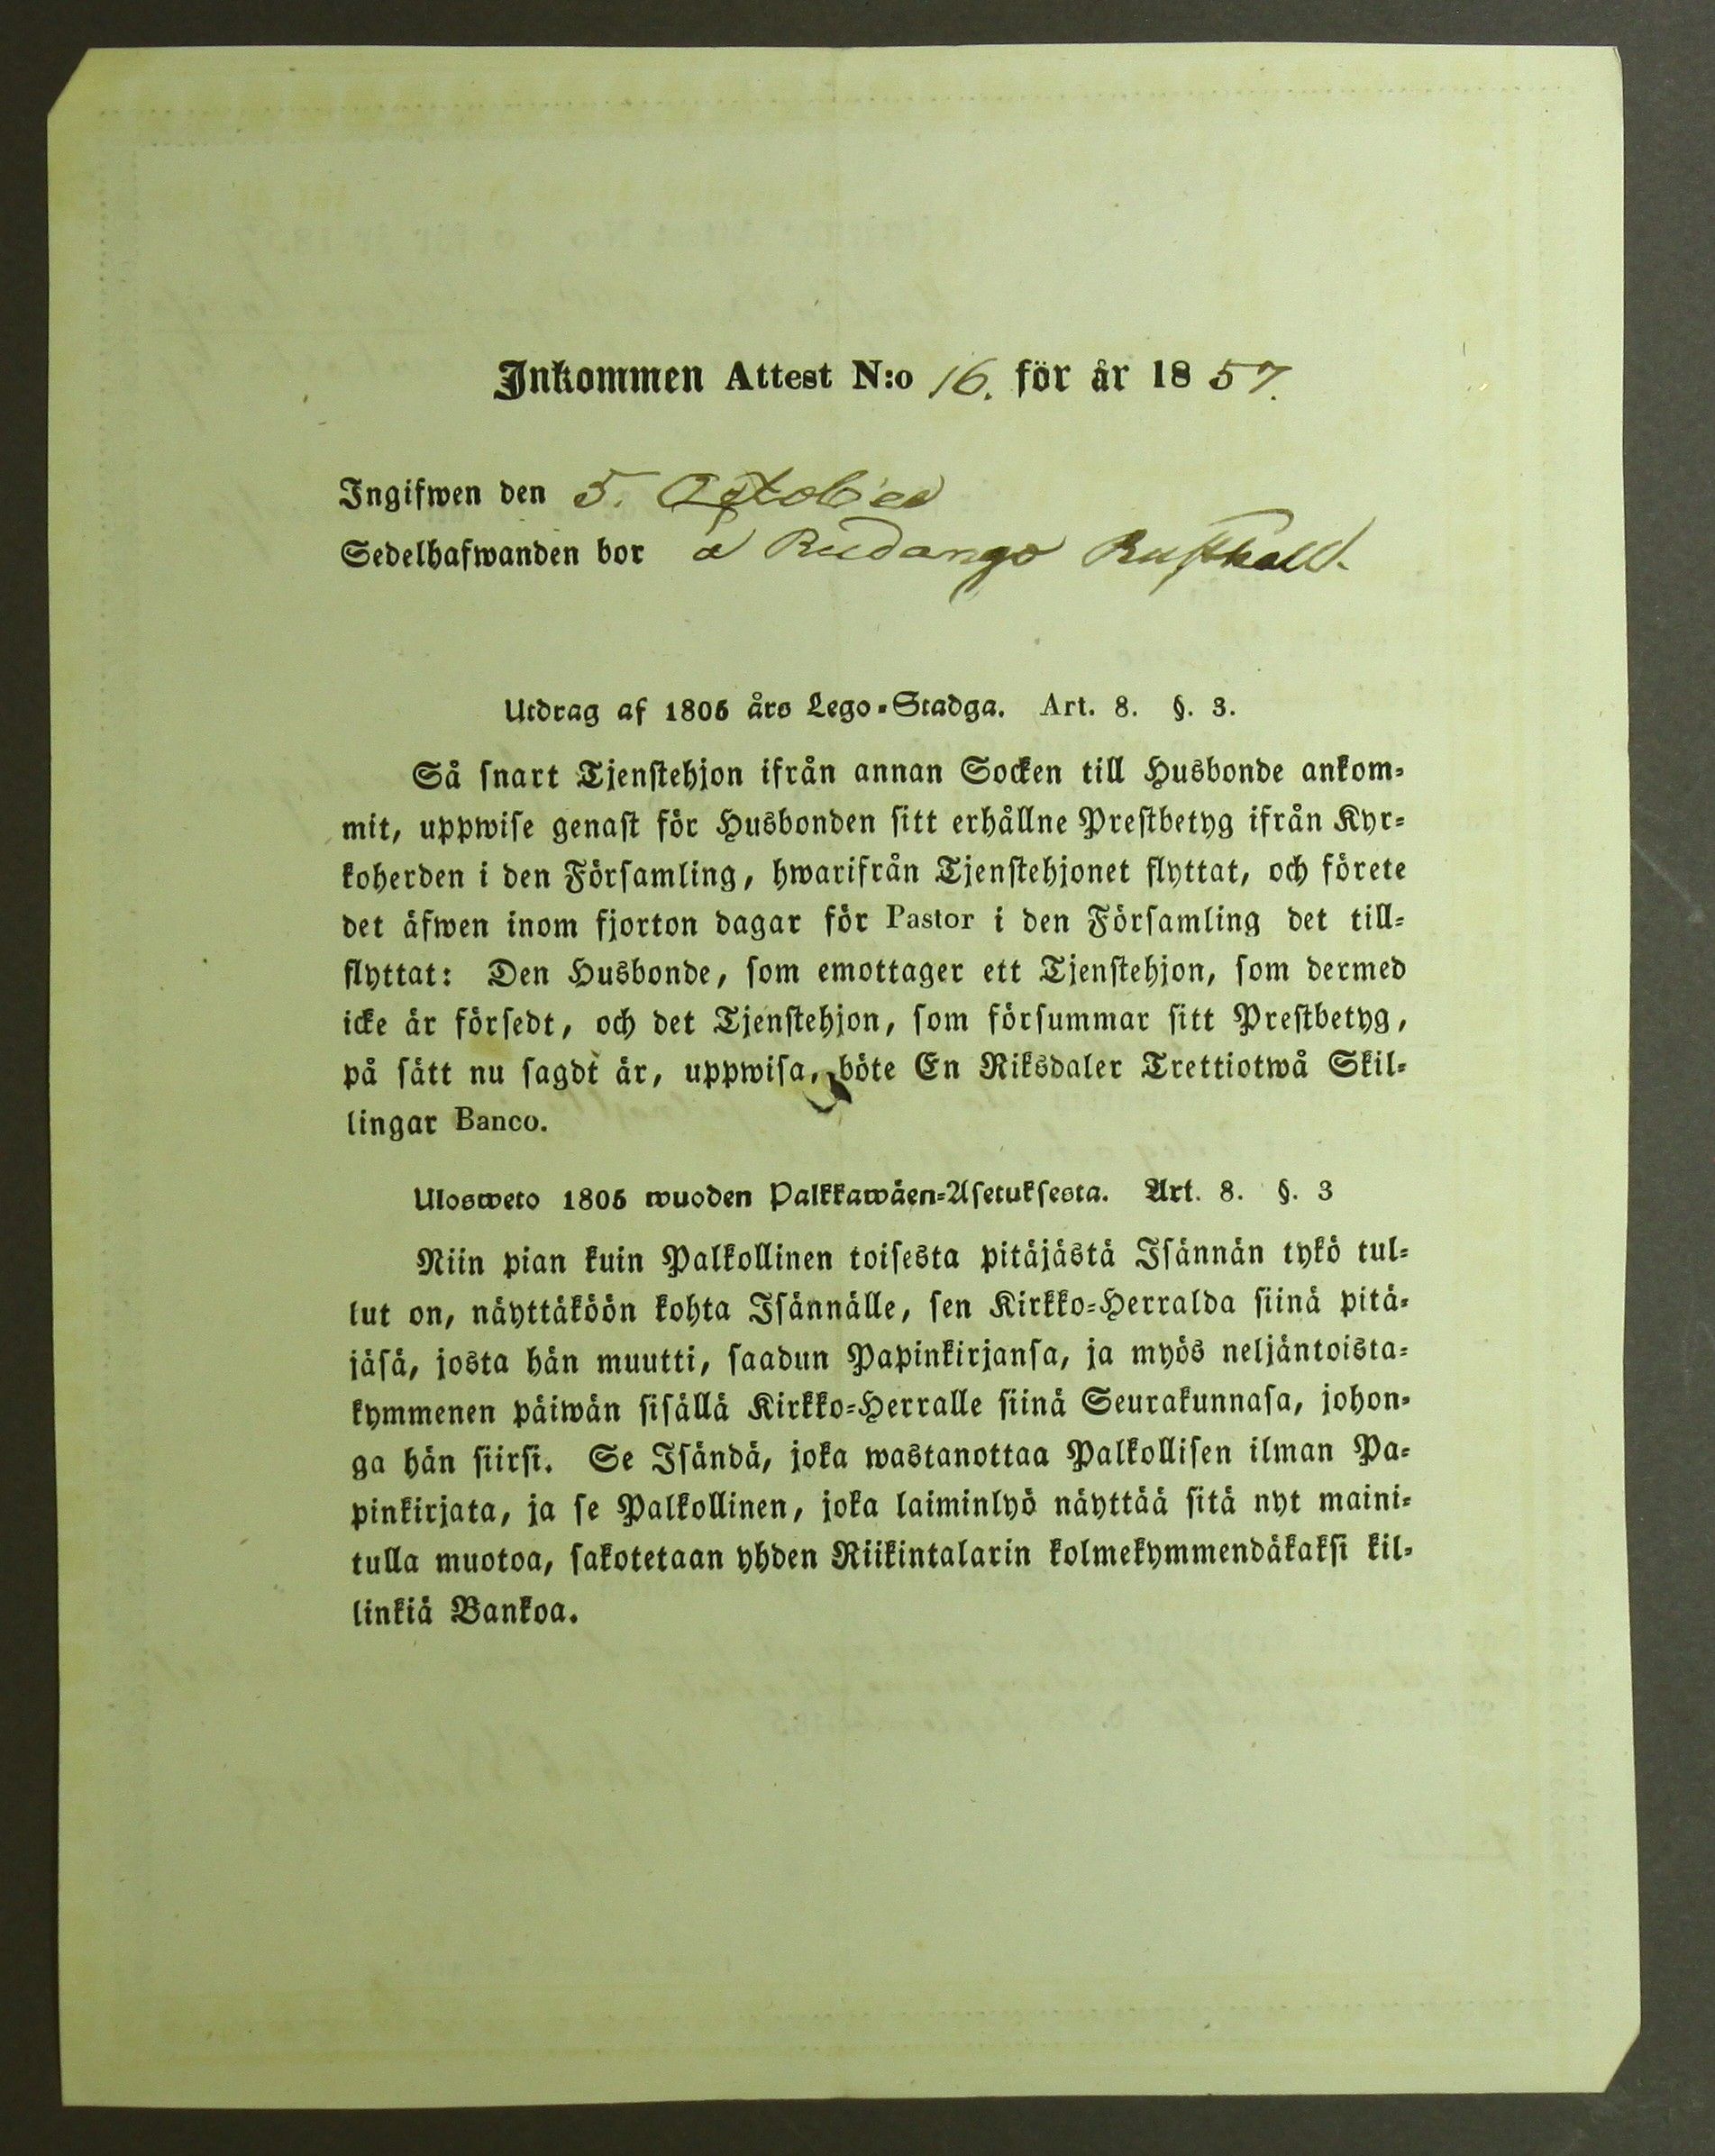 Inkommen Attest N:o 16. för år 1857.
Ingifwen den 5. October
Sedelhafwanden bor å Rudango Rusthåll.
Utdrag af 1805 års Lego-Stadga. Art. 8. §. 3.
Så snart Tjenstehjon ifrån annan Socken till Husbonde ankom-
mit, uppwise genast för Husbonden sitt erhållne Prestbetyg ifrån Kyr-
koherden i den Församling, hwarifrån Tjenstehjonet flyttat, och förete
det äfwen inom fjorton dagar för Pastor i den Församling det till-
flyttat: Den Husbonde, som emottager ett Tjenstehjon, som dermed
icke är försedt, och det Tjenstehjon, som försummar sitt Prestbetyg,
på sätt nu sagdt är, uppwisa, böte En Riksdaler Trettiotwå Skil-
lingar Banco.
Ulosweto 1805 wuoden Palkkawäen-Asetuksesta. Art. 8. §. 3
Niin pian kuin Palkollinen toisesta pitäjästä Isännän tykö tul-
lut on, näyttäköön kohta Isännälle, sen Kirkko-Herralda siinä pitä-
jäsä, josta hän muutti, saadun Papinkirjansa, ja myös neljäntoista-
kymmenen päiwän sisällä Kirkko-Herralle siinä Seurakunnasa, johon-
ga hän siirsi. Se Isändä, joka wastanottaa Palkollisen ilman Pa-
pinkirjata, ja se Palkollinen, joka laiminlyö näyttää sitä nyt maini-
tulla muotoa, sakotetaan yhden Riikintalarin kolmekymmendäkaksi kil-
linkiä Bankoa.